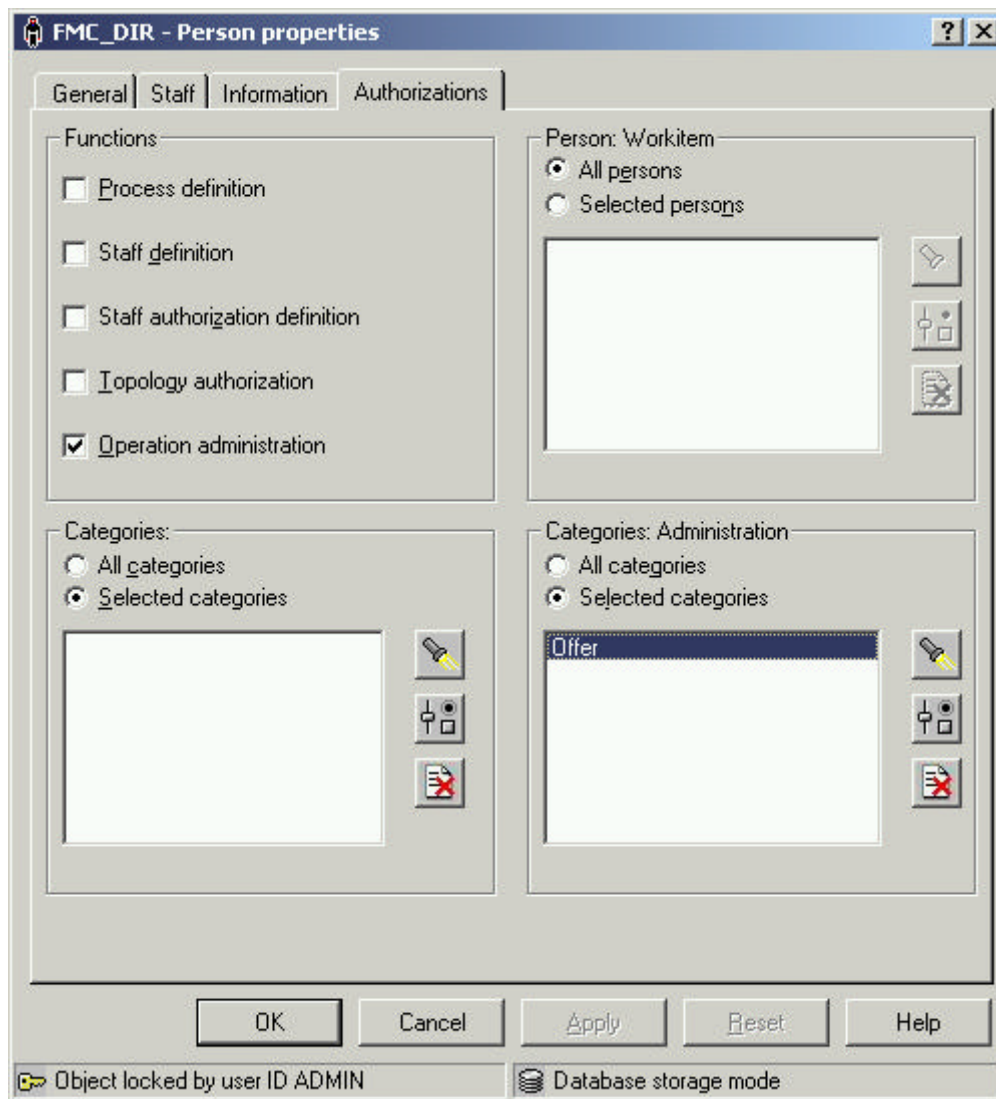 FMC_DIR - Person properties
General Staff Information Authorizations
Functions
Process definition
Staff definition
Staff authorization definition
Topology authorization
Operation administration
Person: Workitem
All persons
Selected persons
Categories:
All categories
Selected categories
Categories: Administration
All categories
Selected categories
Offer
OK Cancel Apply Reset Help
Object locked by user ID ADMIN
Database storage mode